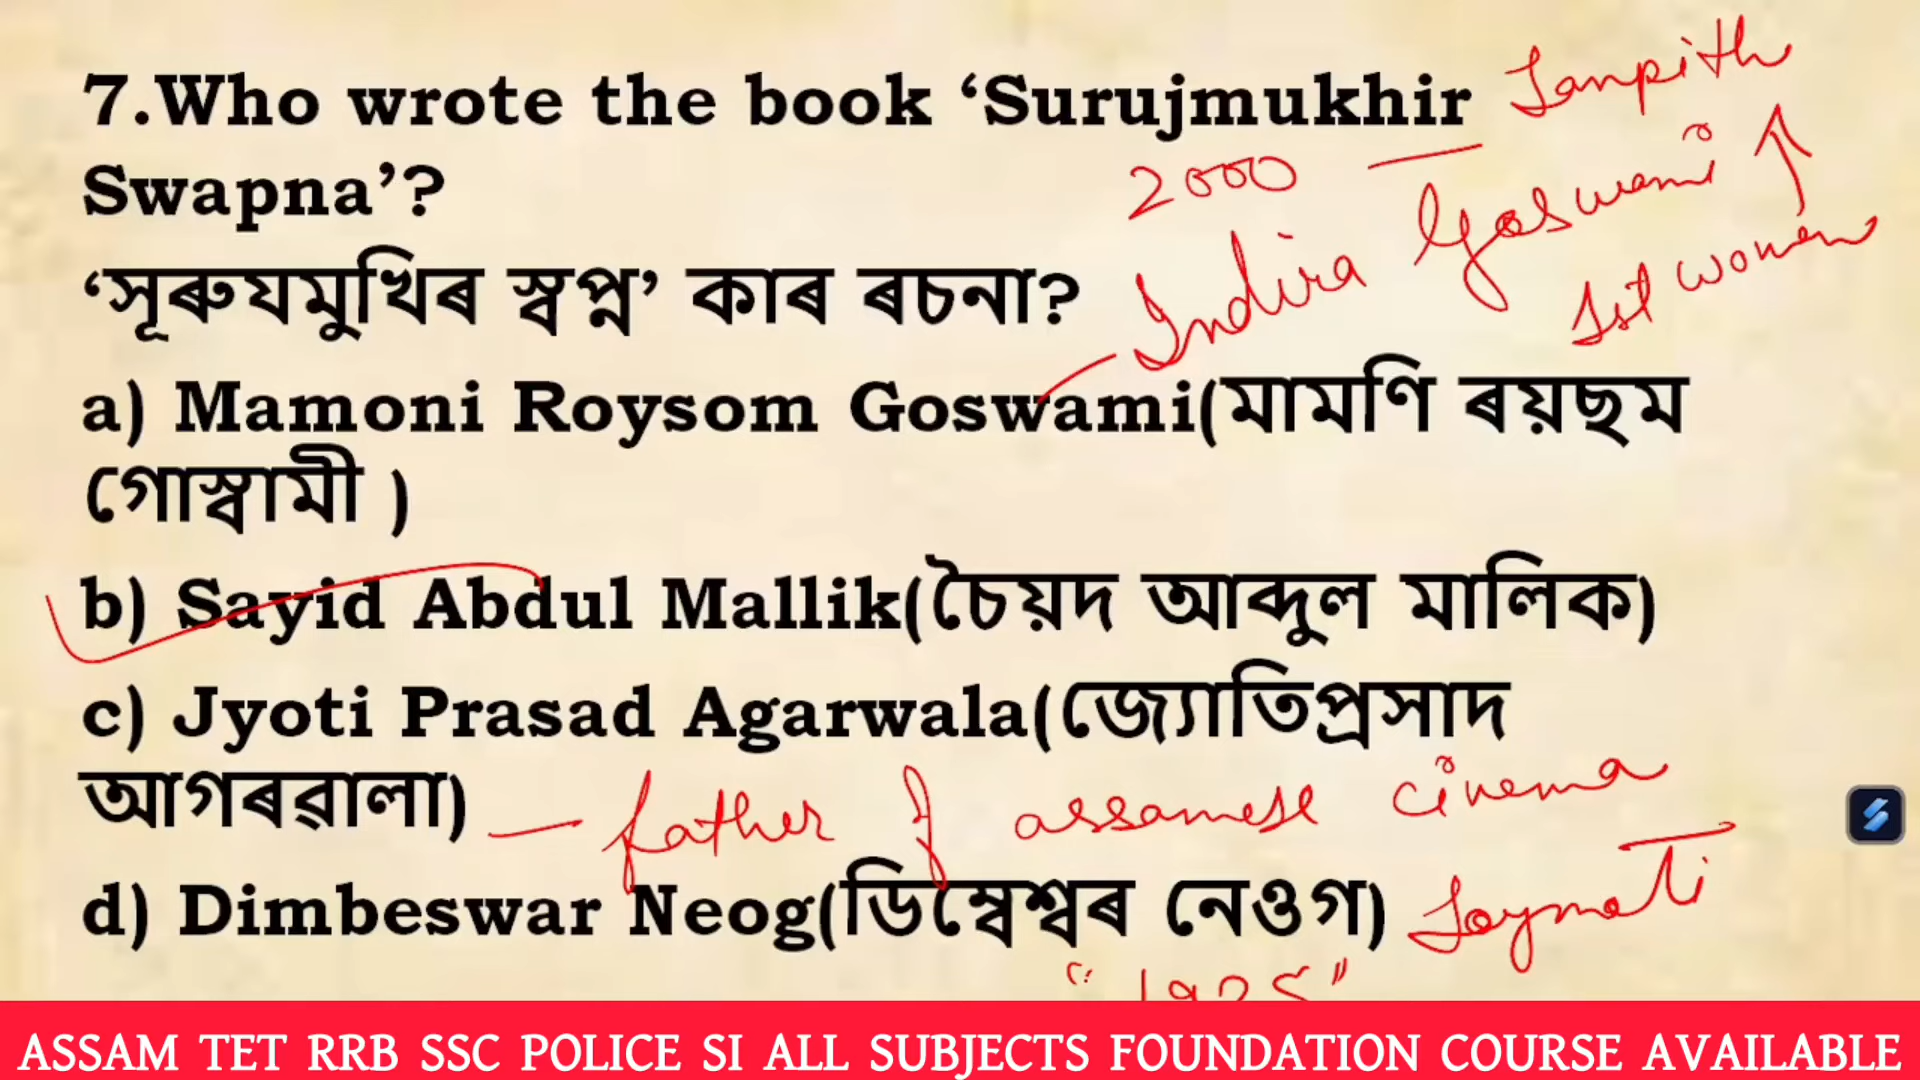 7.Who wrote the book ‘Surujmukhir
Janpith
Swapna’?
2000
Indira Goswami
1st women
‘সূৰুযমুখিৰ স্বপ্ন’ কাৰ ৰচনা?
a) Mamoni Roysom Goswami(মামণি ৰয়ছম
গোস্বামী )
b) Sayid Abdul Mallik(চৈয়দ আব্দুল মালিক)
c) Jyoti Prasad Agarwala(জ্যোতিপ্ৰসাদ
আগৰৱালা)
father of assamese cinema
d) Dimbeswar Neog(ডিম্বেশ্বৰ নেওগ)
Joymoti
ASSAM TET RRB SSC POLICE SI ALL SUBJECTS FOUNDATION COURSE AVAILABLE